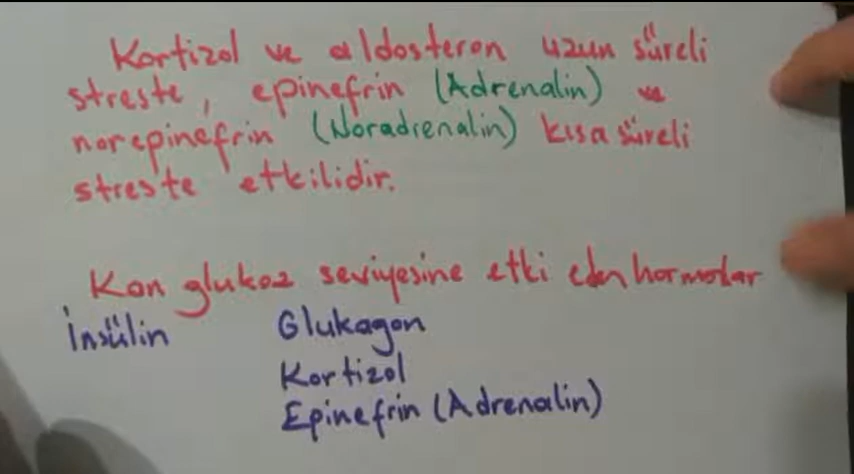 Kortizol ve aldosteron uzun süreli
streste, epinefrin (Adrenalin) ve
norepinefrin (Noradrenalin) kısa süreli
streste etkilidir.
Kan glukoz seviyesine etki eden hormonlar
İnsülin Glukagon
Kortizol
Epinefrin (Adrenalin)